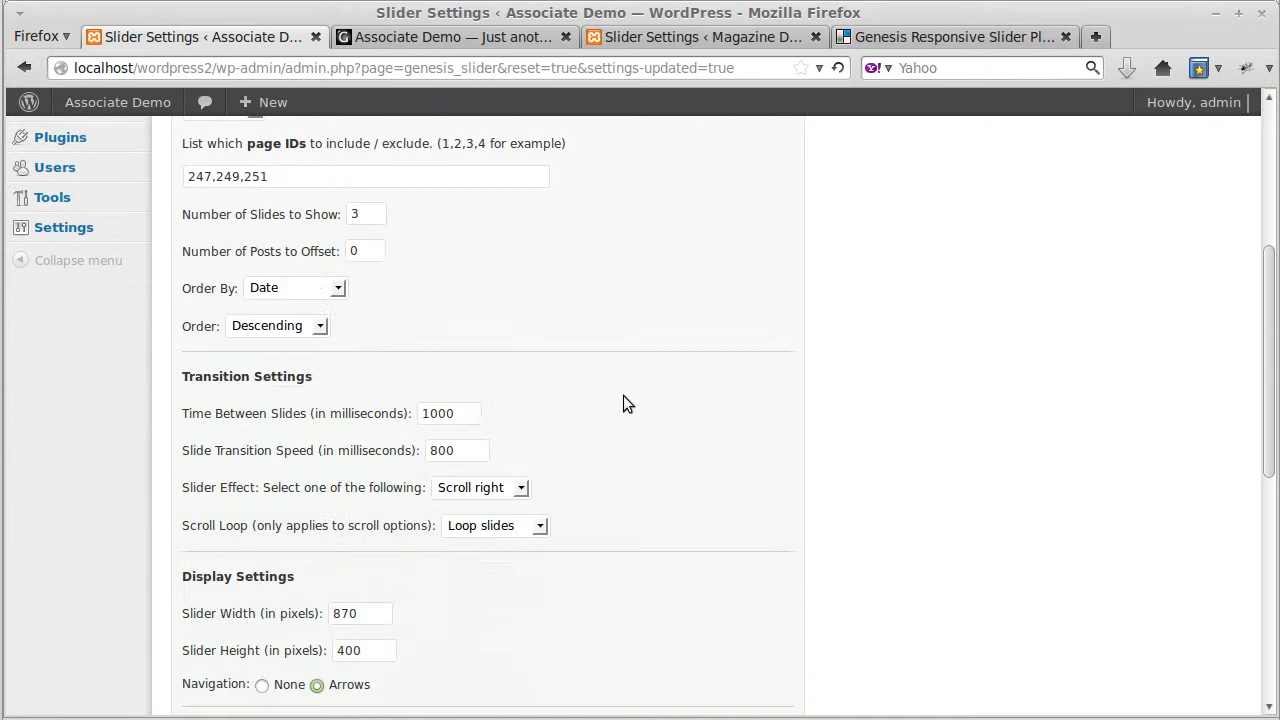 Slider Settings ‹ Associate Demo — WordPress - Mozilla Firefox
Firefox
Slider Settings ‹ Associate D...
Associate Demo — Just anot...
Slider Settings ‹ Magazine D...
Genesis Responsive Slider Pl...
localhost/wordpress2/wp-admin/admin.php?page=genesis_slider&reset=true&settings-updated=true
Yahoo
Associate Demo
New
Howdy, admin
Plugins
Users
Tools
Settings
Collapse menu
List which page IDs to include / exclude. (1,2,3,4 for example)
247,249,251
Number of Slides to Show: 3
Number of Posts to Offset: 0
Order By: Date
Order: Descending
Transition Settings
Time Between Slides (in milliseconds): 1000
Slide Transition Speed (in milliseconds): 800
Slider Effect: Select one of the following: Scroll right
Scroll Loop (only applies to scroll options): Loop slides
Display Settings
Slider Width (in pixels): 870
Slider Height (in pixels): 400
Navigation: None Arrows